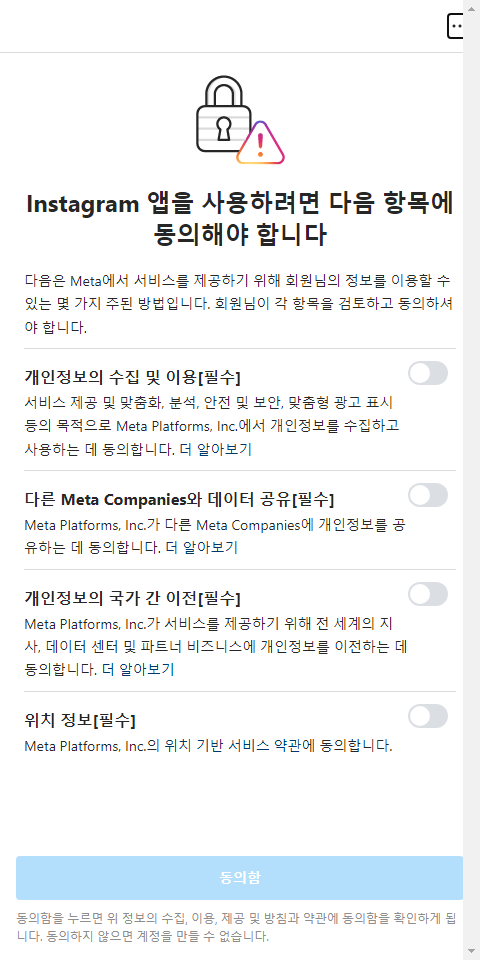 Instagram 앱을 사용하려면 다음 항목에
동의해야 합니다
다음은 Meta에서 서비스를 제공하기 위해 회원님의 정보를 이용할 수
있는 몇 가지 주된 방법입니다. 회원님이 각 항목을 검토하고 동의하셔
야 합니다.
개인정보의 수집 및 이용[필수]
서비스 제공 및 맞춤화, 분석, 안전 및 보안, 맞춤형 광고 표시
등의 목적으로 Meta Platforms, Inc.에서 개인정보를 수집하고
사용하는 데 동의합니다. 더 알아보기
다른 Meta Companies와 데이터 공유[필수]
Meta Platforms, Inc.가 다른 Meta Companies에 개인정보를 공
유하는 데 동의합니다. 더 알아보기
개인정보의 국가 간 이전[필수]
Meta Platforms, Inc.가 서비스를 제공하기 위해 전 세계의 지
사, 데이터 센터 및 파트너 비즈니스에 개인정보를 이전하는 데
동의합니다. 더 알아보기
위치 정보[필수]
Meta Platforms, Inc.의 위치 기반 서비스 약관에 동의합니다.
동의함
동의함을 누르면 위 정보의 수집, 이용, 제공 및 방침과 약관에 동의함을 확인하게 됩
니다. 동의하지 않으면 계정을 만들 수 없습니다.